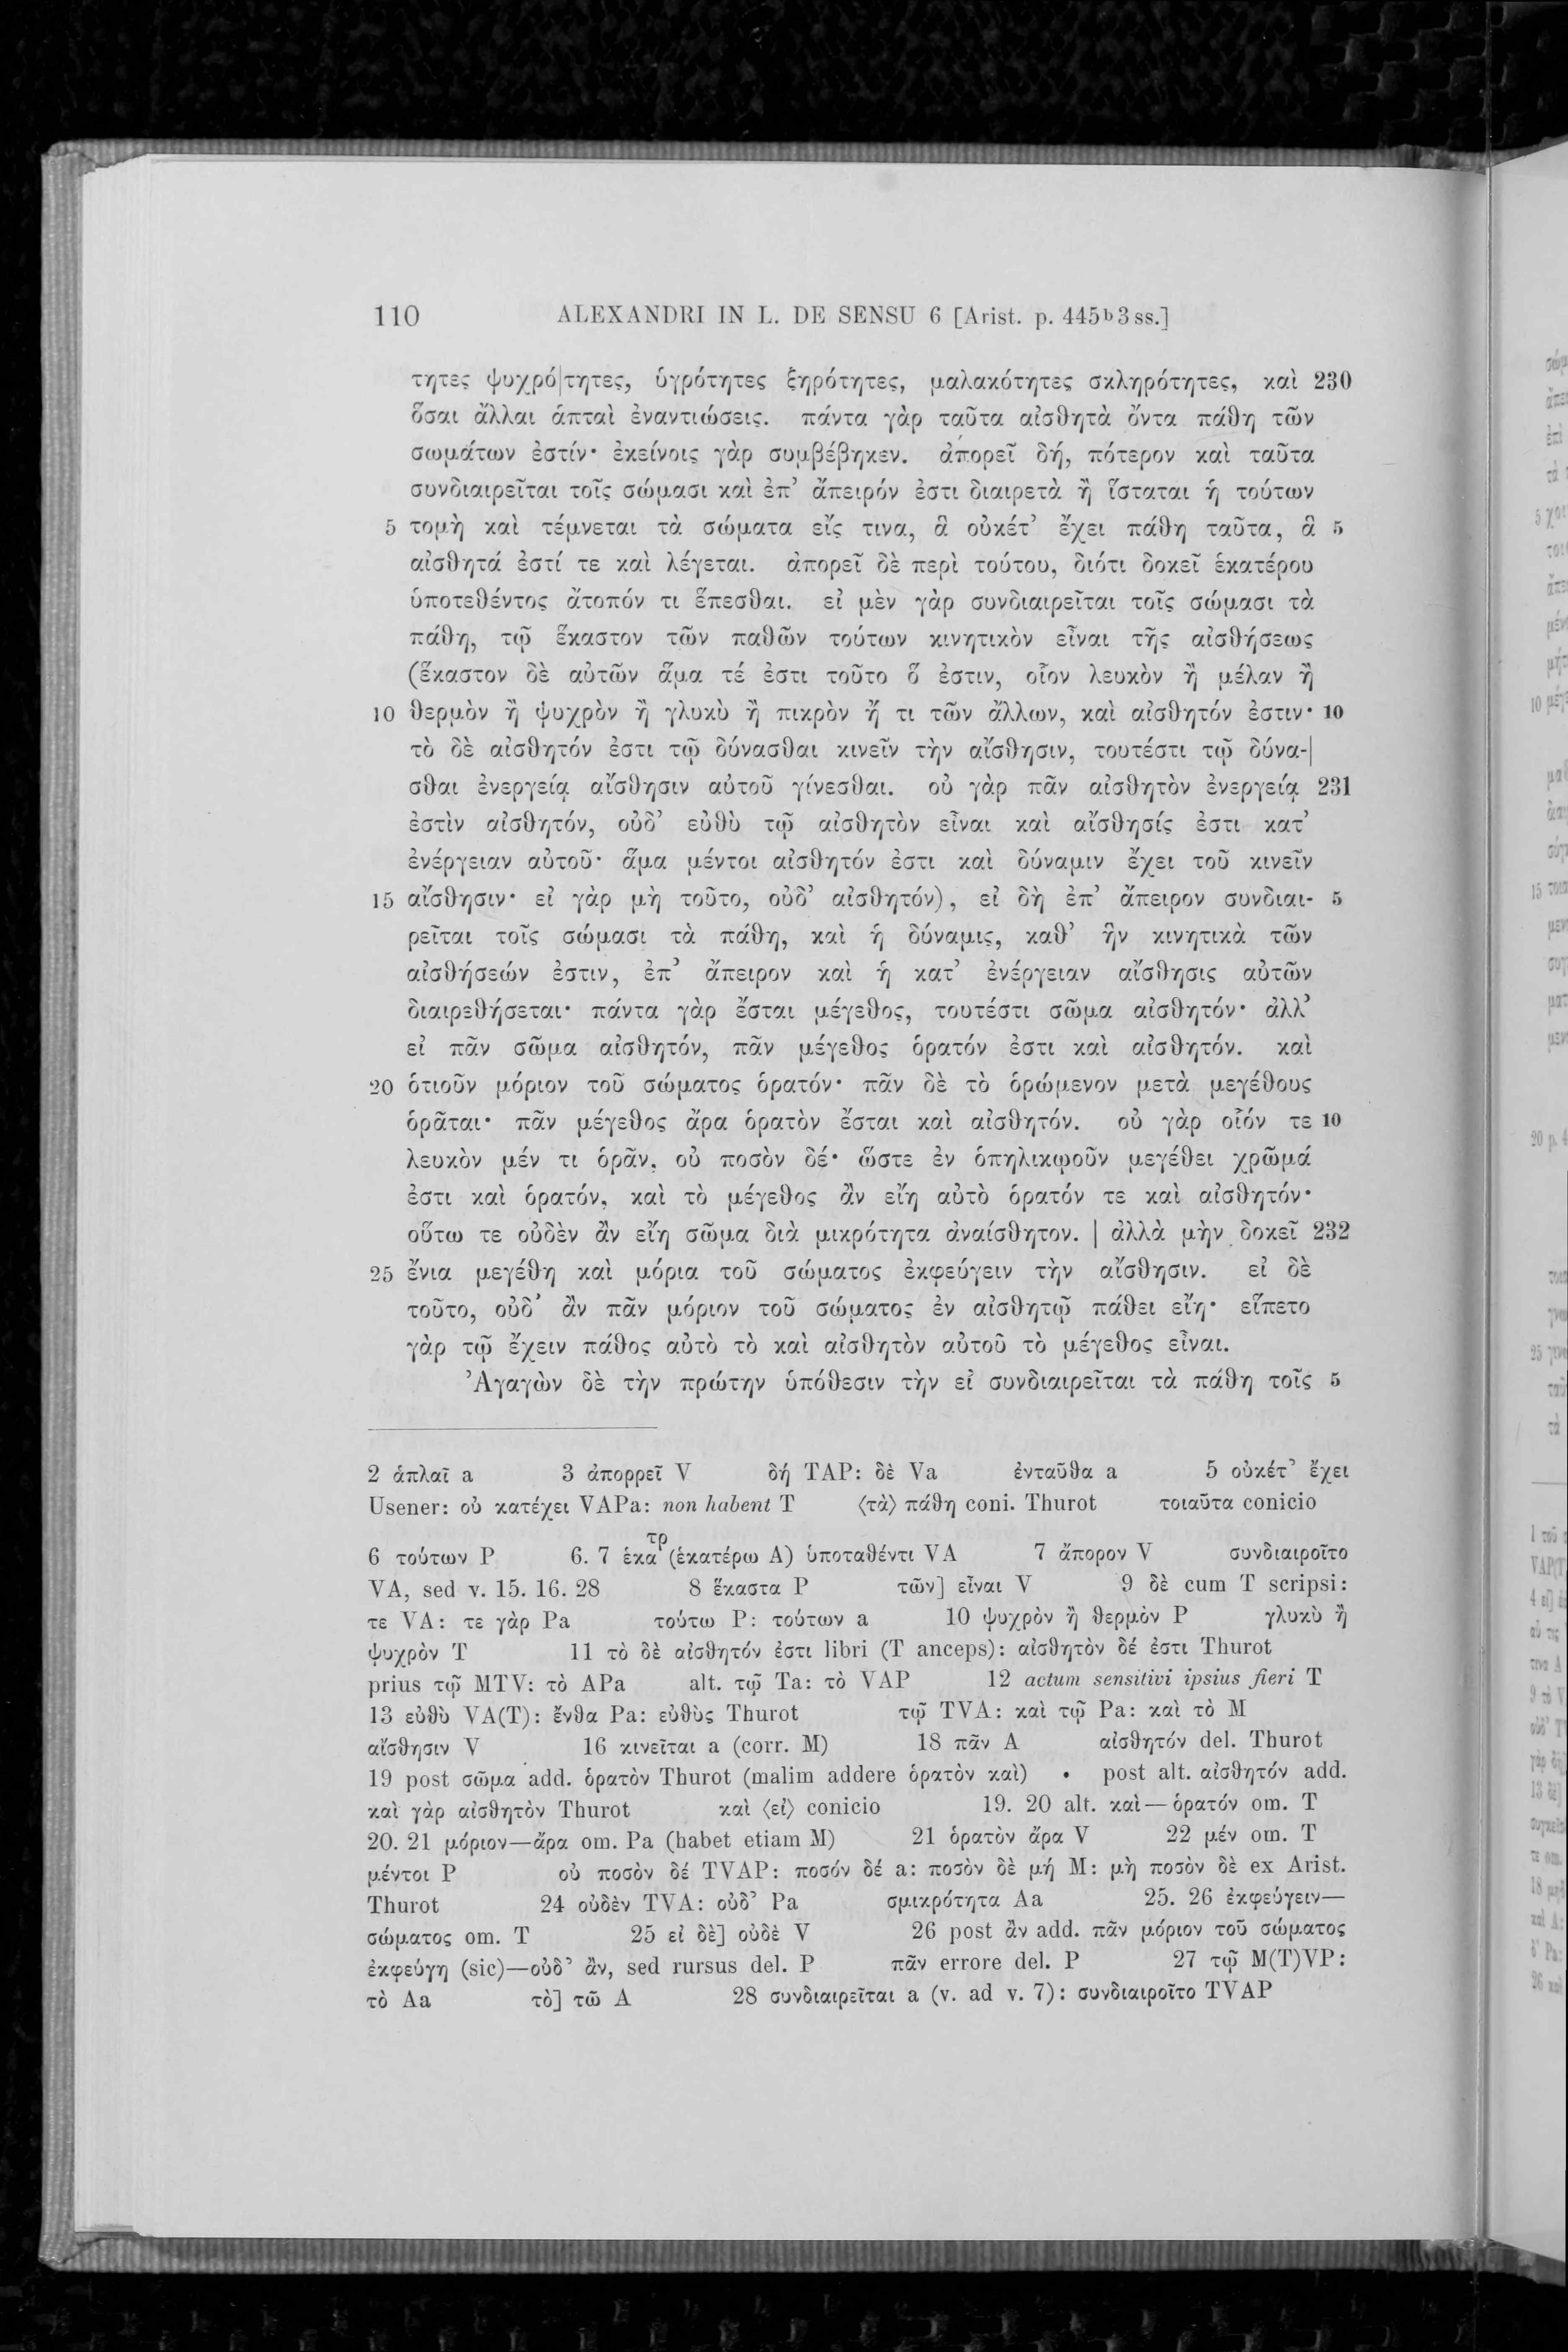 110 ALEXANDRI IN L. DE SENSU 6 [Arist. p. 445b3ss.]
τητες ψυχρό|τητες, ὑγρότητες ξηρότητες, μαλακότητες σκληρότητες, καὶ 230
ὅσαι ἄλλαι ἁπταὶ ἐναντιώσεις. πάντα γὰρ ταῦτα αἰσθητὰ ὄντα πάθη τῶν
σωμάτων ἐστίν· ἐκείνοις γὰρ συμβέβηκεν. ἀπορεῖ δή, πότερον καὶ ταῦτα
συνδιαιρεῖται τοῖς σώμασι καὶ ἐπ’ ἄπειρόν ἐστι διαιρετὰ ἢ ἵσταται ἡ τούτων
5 τομὴ καὶ τέμνεται τὰ σώματα εἴς τινα, ἃ οὐκέτ’ ἔχει πάθη ταῦτα, ἃ 5
αἰσθητά ἐστί τε καὶ λέγεται. ἀπορεῖ δὲ περὶ τούτου, διότι δοκεῖ ἑκατέρου
ὑποτεθέντος ἄτοπόν τι ἕπεσθαι. εἰ μὲν γὰρ συνδιαιρεῖται τοῖς σώμασι τὰ
πάθη, τῷ ἕκαστον τῶν παθῶν τούτων κινητικὸν εἶναι τῆς αἰσθήσεως
(ἕκαστον δὲ αὐτῶν ἅμα τέ ἐστι τοῦτο ὅ ἐστιν, οἷον λευκὸν ἢ μέλαν ἢ
10 θερμὸν ἢ ψυχρὸν ἢ γλυκὺ ἢ πικρὸν ἤ τι τῶν ἄλλων, καὶ αἰσθητόν ἐστιν· 10
τὸ δὲ αἰσθητόν ἐστι τῷ δύνασθαι κινεῖν τὴν αἴσθησιν, τουτέστι τῷ δύνα-|
σθαι ἐνεργείᾳ αἴσθησιν αὐτοῦ γίνεσθαι. οὐ γὰρ πᾶν αἰσθητὸν ἐνεργείᾳ 231
ἐστὶν αἰσθητόν, οὐδ’ εὐθὺ τῷ αἰσθητὸν εἶναι καὶ αἴσθησίς ἐστι κατ’
ἐνέργειαν αὐτοῦ· ἅμα μέντοι αἰσθητόν ἐστι καὶ δύναμιν ἔχει τοῦ κινεῖν
15 αἴσθησιν· εἰ γὰρ μὴ τοῦτο, οὐδ’ αἰσθητόν), εἰ δὴ ἐπ’ ἄπειρον συνδιαι- 5
ρεῖται τοῖς σώμασι τὰ πάθη, καὶ ἡ δύναμις, καθ’ ἣν κινητικὰ τῶν
αἰσθήσεών ἐστιν, ἐπ’ ἄπειρον καὶ ἡ κατ’ ἐνέργειαν αἴσθησις αὐτῶν
διαιρεθήσεται· πάντα γὰρ ἔσται μέγεθος, τουτέστι σῶμα αἰσθητόν· ἀλλ’
εἰ πᾶν σῶμα αἰσθητόν, πᾶν μέγεθος ὁρατόν ἐστι καὶ αἰσθητόν. καὶ
20 ὁτιοῦν μόριον τοῦ σώματος ὁρατόν· πᾶν δὲ τὸ ὁρώμενον μετὰ μεγέθους
ὁρᾶται· πᾶν μέγεθος ἄρα ὁρατὸν ἔσται καὶ αἰσθητόν. οὐ γὰρ οἷόν τε 10
λευκὸν μέν τι ὁρᾶν, οὐ ποσὸν δέ· ὥστε ἐν ὁπηλικῳοῦν μεγέθει χρῶμά
ἐστι καὶ ὁρατόν, καὶ τὸ μέγεθος ἂν εἴη αὐτὸ ὁρατόν τε καὶ αἰσθητόν·
οὕτω τε οὐδὲν ἂν εἴη σῶμα διὰ μικρότητα ἀναίσθητον. | ἀλλὰ μὴν δοκεῖ 232
25 ἔνια μεγέθη καὶ μόρια τοῦ σώματος ἐκφεύγειν τὴν αἴσθησιν. εἰ δὲ
τοῦτο, οὐδ’ ἂν πᾶν μόριον τοῦ σώματος ἐν αἰσθητῷ πάθει εἴη· εἵπετο
γὰρ τῷ ἔχειν πάθος αὐτὸ τὸ καὶ αἰσθητὸν αὐτοῦ τὸ μέγεθος εἶναι.
Ἀγαγὼν δὲ τὴν πρώτην ὑπόθεσιν τὴν εἰ συνδιαιρεῖται τὰ πάθη τοῖς 5
2 ἁπλαῖ a 3 ἀπορρεῖ V δή TAP: δὲ Va ἐνταῦθα a 5 οὐκέτ’ ἔχει
Usener: οὐ κατέχει VAPa: non habent T ⟨τὰ⟩ πάθη coni. Thurot τοιαῦτα conicio
6 τούτων P 6. 7 ἑκατρ (ἑκατέρω A) ὑποταθέντι VA 7 ἄπορον V συνδιαιροῖτο
VA, sed v. 15. 16. 28 8 ἕκαστα P τῶν] εἶναι V 9 δὲ cum T scripsi:
τε VA: τε γὰρ Pa τούτω P: τούτων a 10 ψυχρὸν ἢ θερμὸν P γλυκὺ ἢ
ψυχρὸν T 11 τὸ δὲ αἰσθητόν ἐστι libri (T anceps): αἰσθητὸν δέ ἐστι Thurot
prius τῷ MTV: τὸ APa alt. τῷ Ta: τὸ VAP 12 actum sensitivi ipsius fieri T
13 εὐθὺ VA(T): ἔνθα Pa: εὐθὺς Thurot τῷ TVA: καὶ τῷ Pa: καὶ τὸ M
αἴσθησιν V 16 κινεῖται a (corr. M) 18 πᾶν A αἰσθητόν del. Thurot
19 post σῶμα add. ὁρατὸν Thurot (malim addere ὁρατὸν καὶ) • post alt. αἰσθητόν add.
καὶ γὰρ αἰσθητὸν Thurot καὶ ⟨εἰ⟩ conicio 19. 20 alt. καὶ—ὁρατόν om. T
20. 21 μόριον—ἄρα om. Pa (habet etiam M) 21 ὁρατὸν ἄρα V 22 μέν om. T
μέντοι P οὐ ποσὸν δέ TVAP: ποσόν δέ a: ποσὸν δὲ μή M: μὴ ποσὸν δὲ ex Arist.
Thurot 24 οὐδὲν TVA: οὐδ’ Pa σμικρότητα Aa 25. 26 ἐκφεύγειν—
σώματος om. T 25 εἰ δὲ] οὐδὲ V 26 post ἂν add. πᾶν μόριον τοῦ σώματος
ἐκφεύγη (sic)—οὐδ’ ἂν, sed rursus del. P πᾶν errore del. P 27 τῷ M(T)VP:
τὸ Aa τὸ] τῶ A 28 συνδιαιρεῖται a (v. ad v. 7): συνδιαιροῖτο TVAP